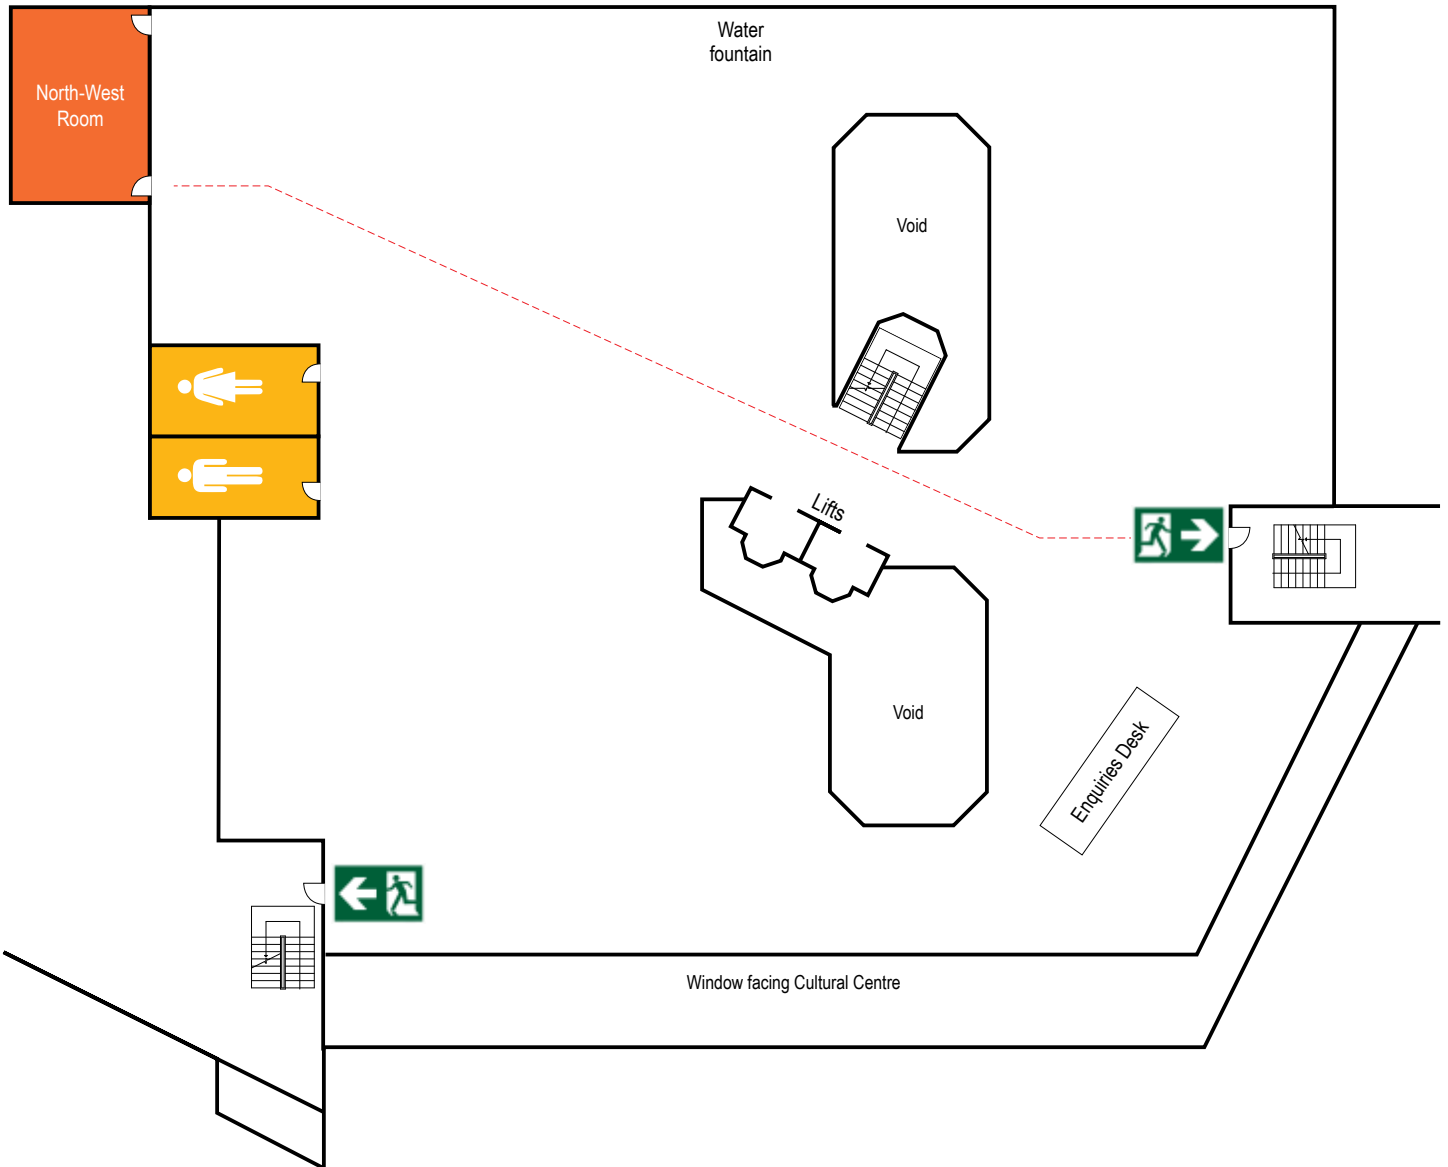 Water
fountain
North-West
Room
Void
Lifts
Void
Enquiries Desk
Window facing Cultural Centre